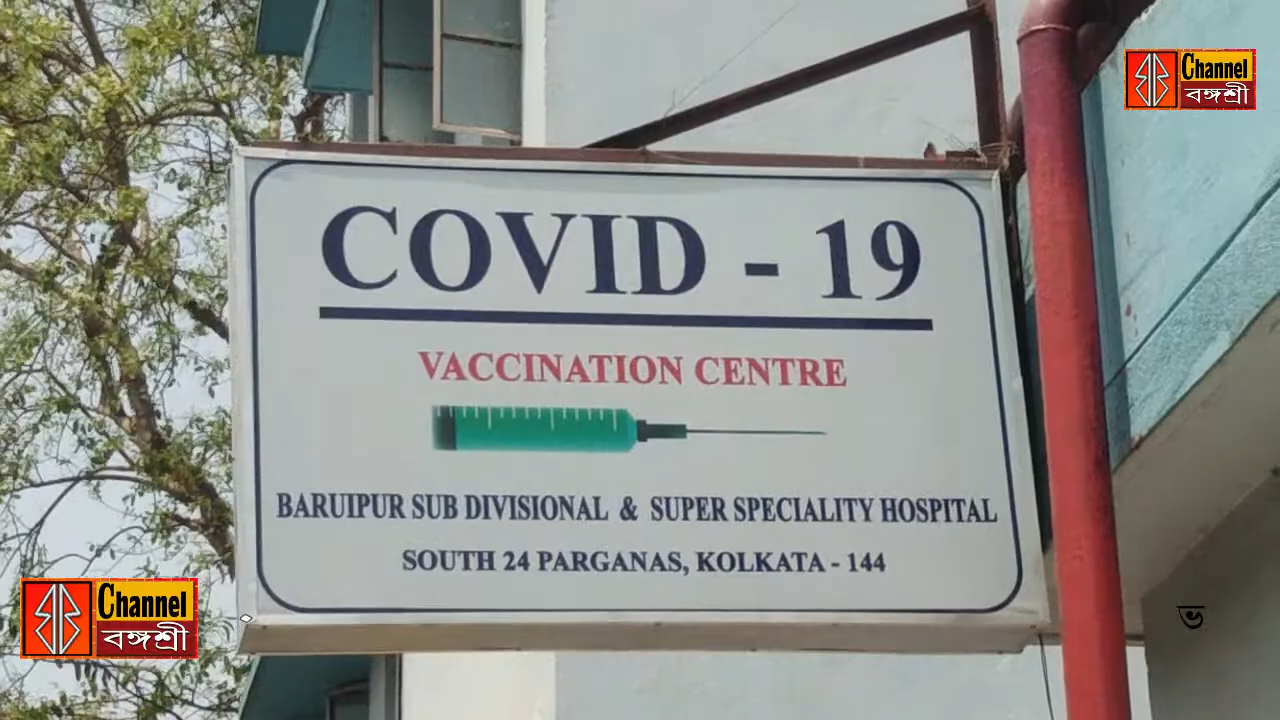 Channel
বঙ্গশ্রী
COVID - 19
VACCINATION CENTRE
BARUIPUR SUB DIVISIONAL & SUPER SPECIALITY HOSPITAL
SOUTH 24 PARGANAS, KOLKATA - 144
Channel
বঙ্গশ্রী
ভ